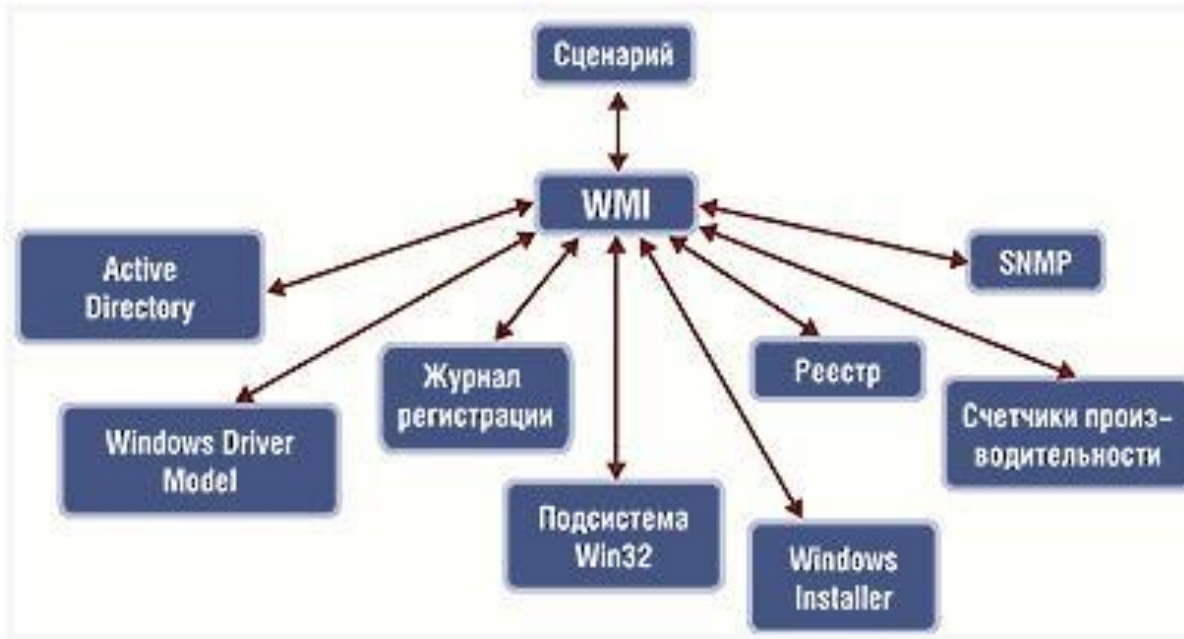 Сценарий
WMI
Active
Directory
SNMP
Журнал
регистрации
Реестр
Windows Driver
Model
Счетчики произ-
водительности
Подсистема
Win32
Windows
Installer